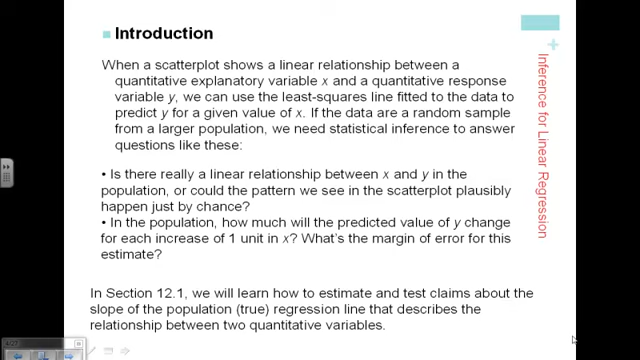 Introduction
When a scatterplot shows a linear relationship between a
quantitative explanatory variable x and a quantitative response
variable y, we can use the least-squares line fitted to the data to
predict y for a given value of x. If the data are a random sample
from a larger population, we need statistical inference to answer
questions like these:
• Is there really a linear relationship between x and y in the
population, or could the pattern we see in the scatterplot plausibly
happen just by chance?
• In the population, how much will the predicted value of y change
for each increase of 1 unit in x? What's the margin of error for this
estimate?
In Section 12.1, we will learn how to estimate and test claims about the
slope of the population (true) regression line that describes the
relationship between two quantitative variables.
+
Inference for Linear Regression